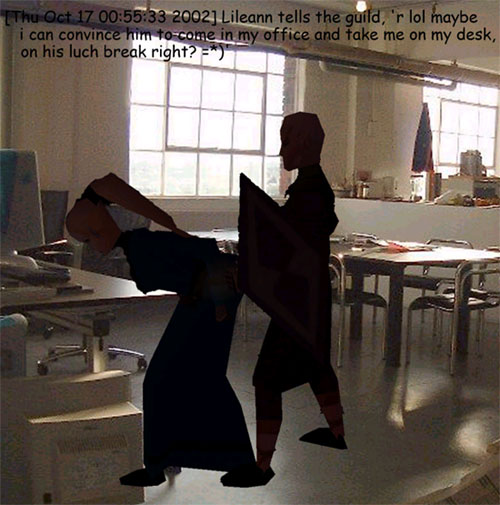 [Thu Oct 17 00:55:33 2002] Lileann tells the guild, 'r lol maybe
i can convince him to come in my office and take me on my desk,
on his luch break right? =*)'